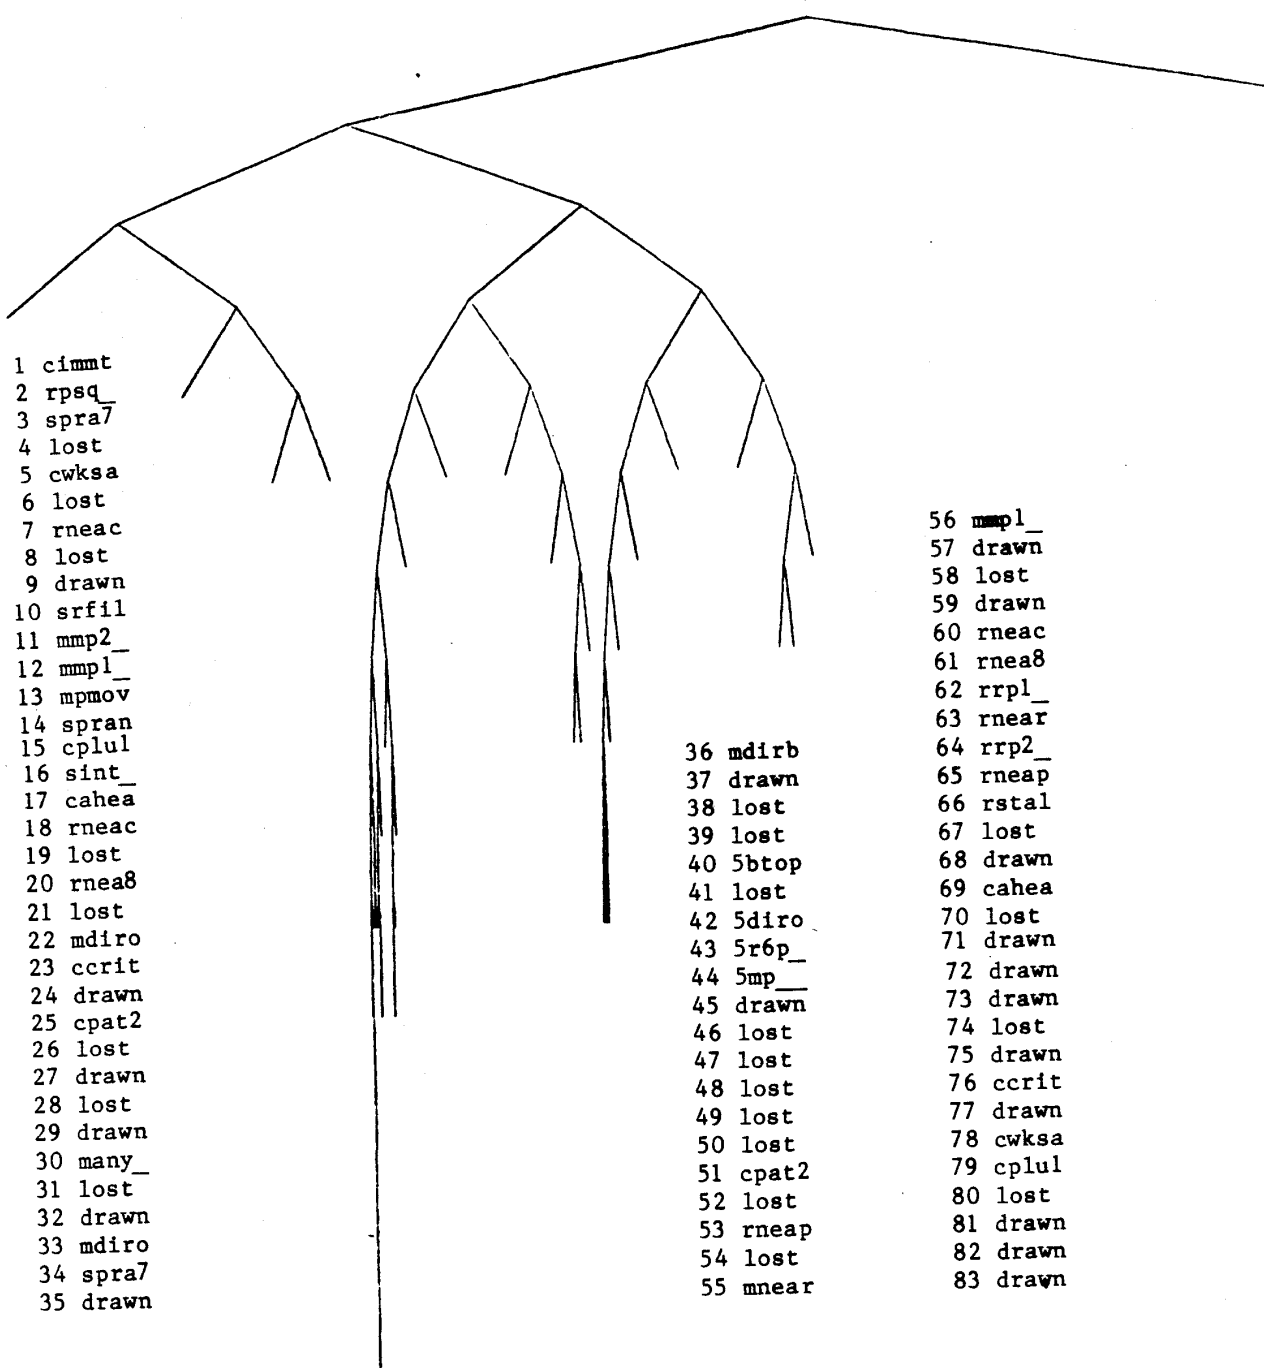 1 cimmt
2 rpsq_
3 spra7
4 lost
5 cwksa
6 lost
7 rneac
8 lost
9 drawn
10 srfil
11 mmp2_
12 mmp1_
13 mpmov
14 spran
15 cplul
16 sint_
17 cahea
18 rneac
19 lost
20 rnea8
21 lost
22 mdiro
23 ccrit
24 drawn
25 cpat2
26 lost
27 drawn
28 lost
29 drawn
30 many_
31 lost
32 drawn
33 mdiro
34 spra7
35 drawn
36 mdirb
37 drawn
38 lost
39 lost
40 5btop
41 lost
42 5diro
43 5r6p_
44 5mp__
45 drawn
46 lost
47 lost
48 lost
49 lost
50 lost
51 cpat2
52 lost
53 rneap
54 lost
55 mnear
56 mmp1_
57 drawn
58 lost
59 drawn
60 rneac
61 rnea8
62 rrp1_
63 rnear
64 rrp2_
65 rneap
66 rstal
67 lost
68 drawn
69 cahea
70 lost
71 drawn
72 drawn
73 drawn
74 lost
75 drawn
76 ccrit
77 drawn
78 cwksa
79 cplul
80 lost
81 drawn
82 drawn
83 drawn